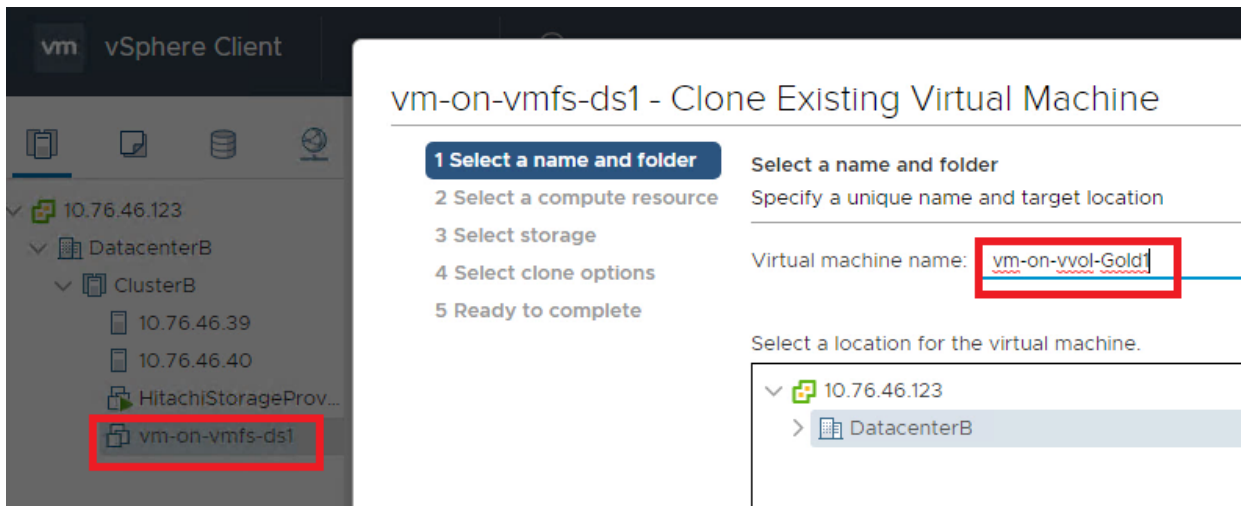 vm vSphere Client
vm-on-vmfs-ds1 - Clone Existing Virtual Machine
1 Select a name and folder
2 Select a compute resource
3 Select storage
4 Select clone options
5 Ready to complete
Select a name and folder
Specify a unique name and target location
Virtual machine name: vm-on-vvol-Gold1
Select a location for the virtual machine.
10.76.46.123
DatacenterB
10.76.46.123
DatacenterB
ClusterB
10.76.46.39
10.76.46.40
HitachiStorageProv...
vm-on-vmfs-ds1